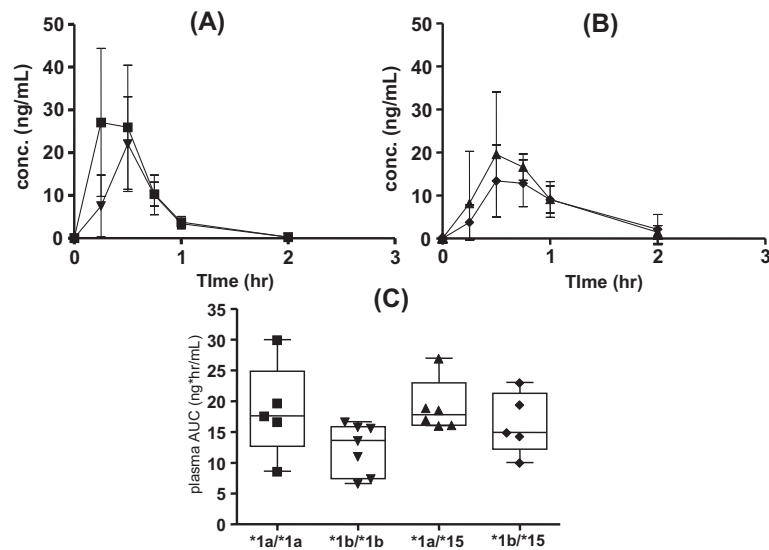 (A)
conc. (ng/mL)
50
40
30
20
10
0
0 1 2 3
TIme (hr)
(B)
conc. (ng/mL)
50
40
30
20
10
0
0 1 2 3
TIme (hr)
(C)
plasma AUC (ng*hr/mL)
35
30
25
20
15
10
5
0
*1a/*1a *1b/*1b *1a/*15 *1b/*15